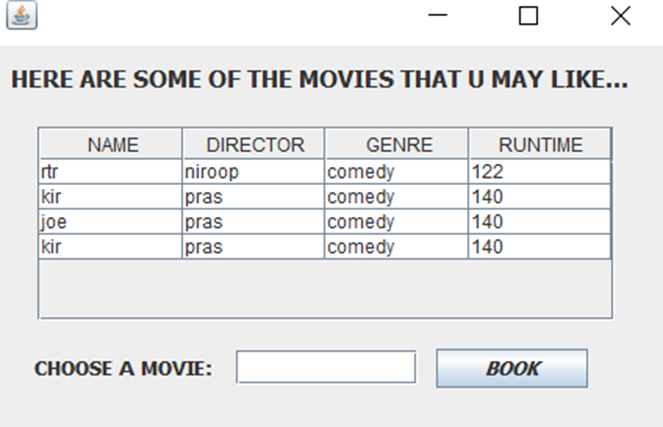 HERE ARE SOME OF THE MOVIES THAT U MAY LIKE...
NAME DIRECTOR GENRE RUNTIME
rtr niroop comedy 122
kir pras comedy 140
joe pras comedy 140
kir pras comedy 140
CHOOSE A MOVIE: BOOK